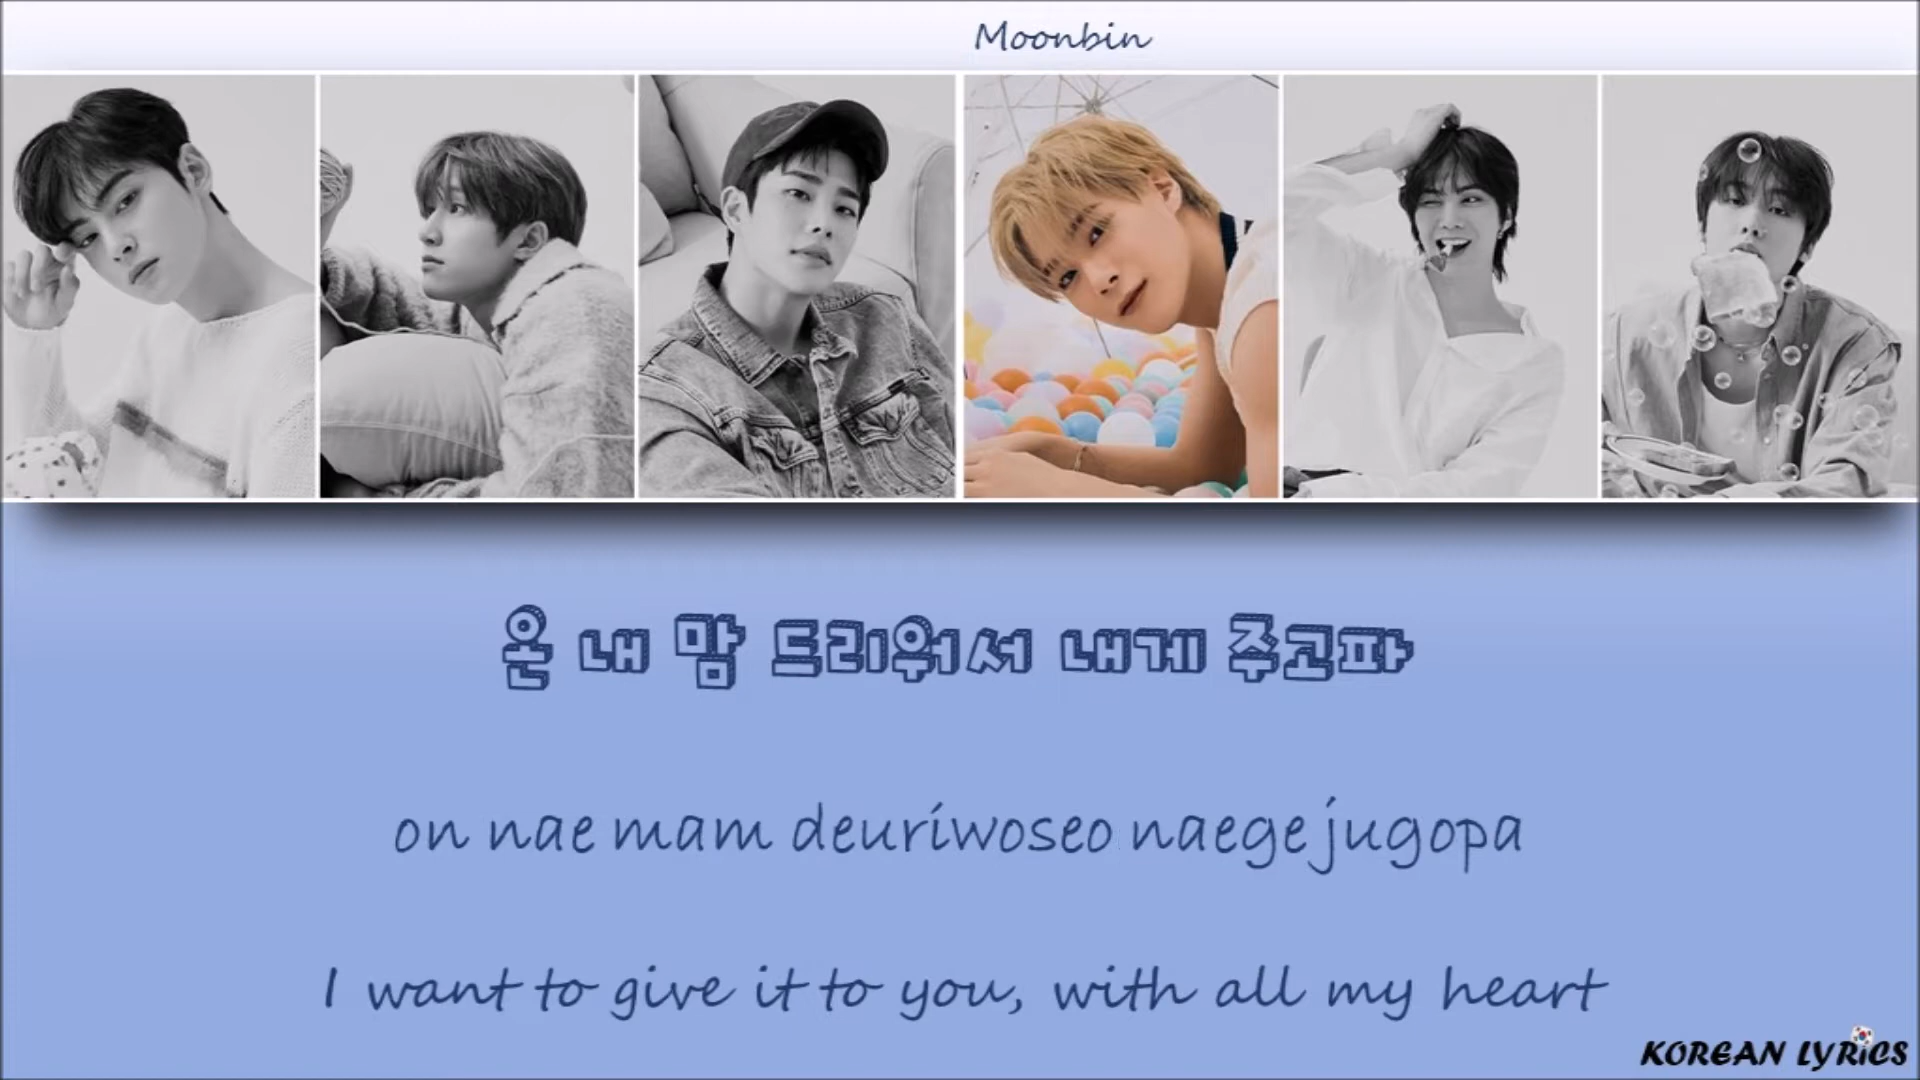 Moonbin
온 내 맘 드리워서 내게 주고파
on nae mam deuriwoseo naege jugopa
I want to give it to you, with all my heart
KOREAN LYRiCS